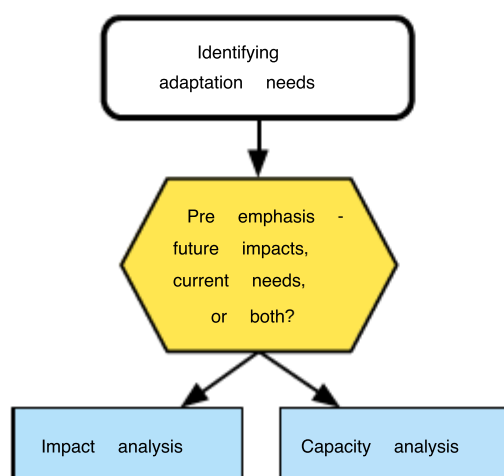 Identifying
adaptation needs
Pre emphasis -
future impacts,
current needs,
or both?
Impact analysis
Capacity analysis